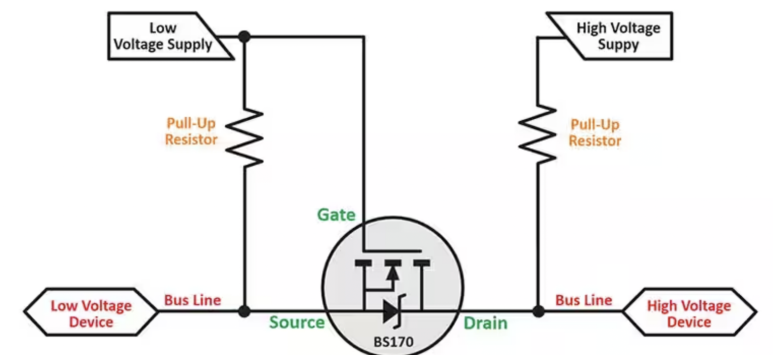 Low
Voltage Supply
High Voltage
Suppy
Pull-Up
Resistor
Pull-Up
Resistor
Gate
Low Voltage
Device
Bus Line
Source
BS170
Drain
Bus Line
High Voltage
Device